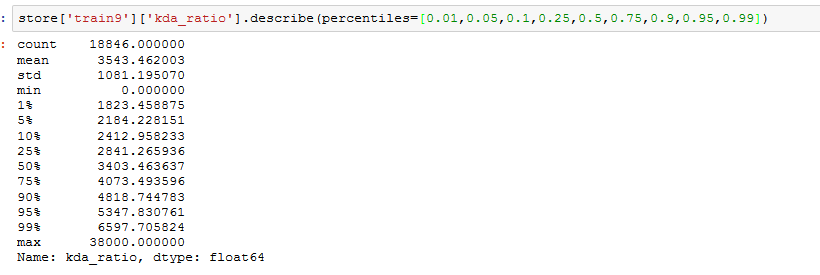 : store['train9']['kda_ratio'].describe(percentiles=[0.01,0.05,0.1,0.25,0.5,0.75,0.9,0.95,0.99])
: count    18846.000000
mean      3543.462003
std       1081.195070
min          0.000000
1%        1823.458875
5%        2184.228151
10%       2412.958233
25%       2841.265936
50%       3403.463637
75%       4073.493596
90%       4818.744783
95%       5347.830761
99%       6597.705824
max      38000.000000
Name: kda_ratio, dtype: float64